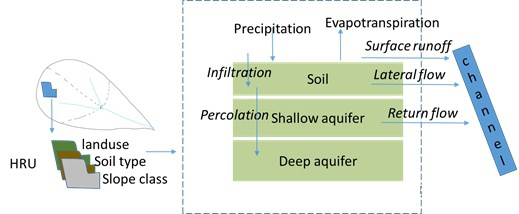 Precipitation
Evapotranspiration
Surface runoff
Infiltration
Soil
Lateral flow
Percolation
Shallow aquifer
Return flow
Deep aquifer
channel
HRU
landuse
Soil type
Slope class